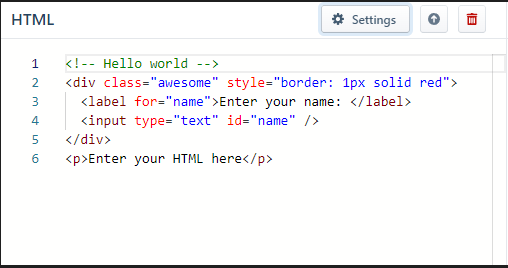 HTML
Settings
1 <!-- Hello world -->
2 <div class="awesome" style="border: 1px solid red">
3   <label for="name">Enter your name: </label>
4   <input type="text" id="name" />
5 </div>
6 <p>Enter your HTML here</p>